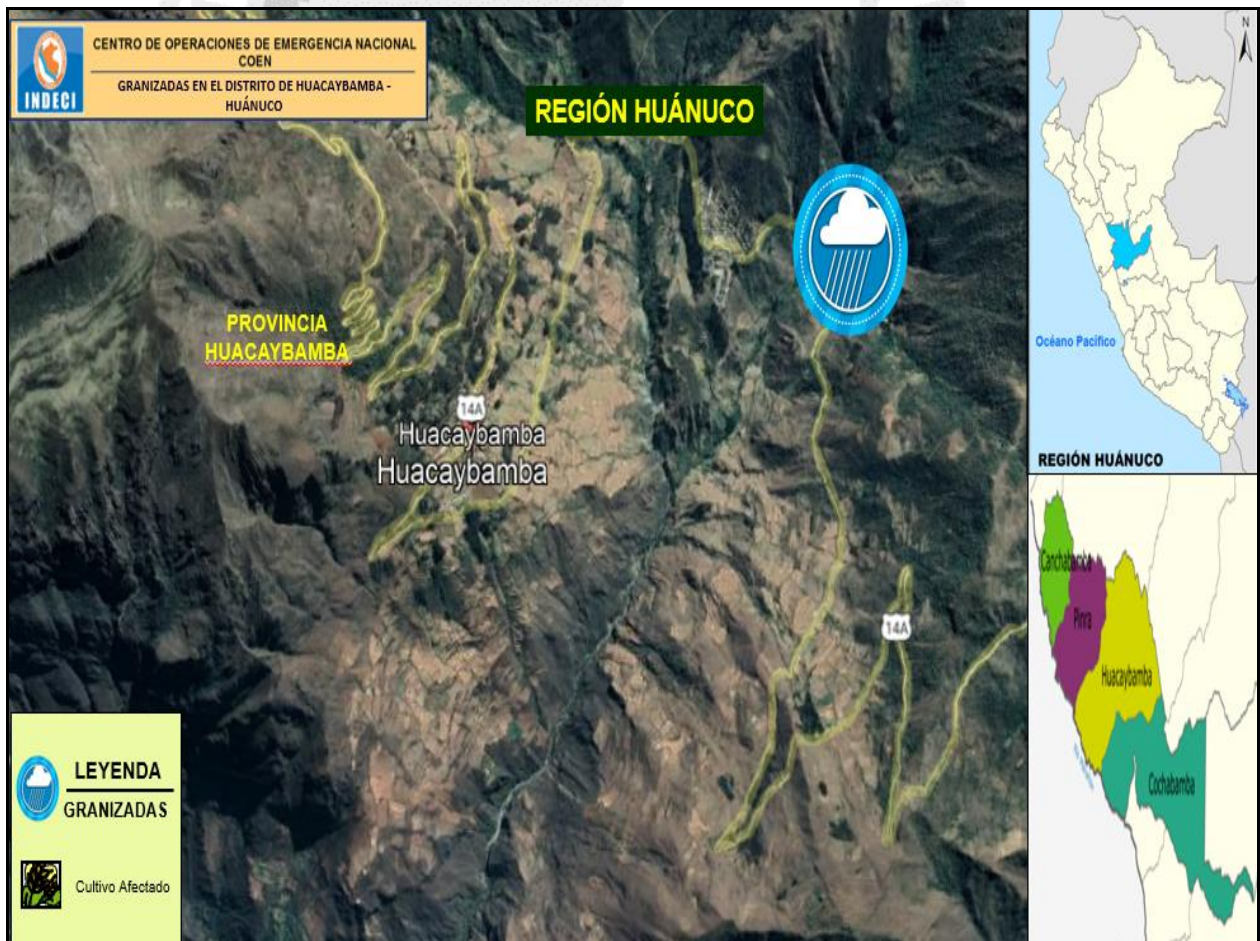 INDECI
CENTRO DE OPERACIONES DE EMERGENCIA NACIONAL
COEN
GRANIZADAS EN EL DISTRITO DE HUACAYBAMBA -
HUÁNUCO
REGIÓN HUÁNUCO
PROVINCIA
HUACAYBAMBA
14A
Huacaybamba
Huacaybamba
14A
LEYENDA
GRANIZADAS
Cultivo Afectado
N
Océano Pacífico
REGIÓN HUÁNUCO
Canchabamba
Pinra
Huacaybamba
Cochabamba